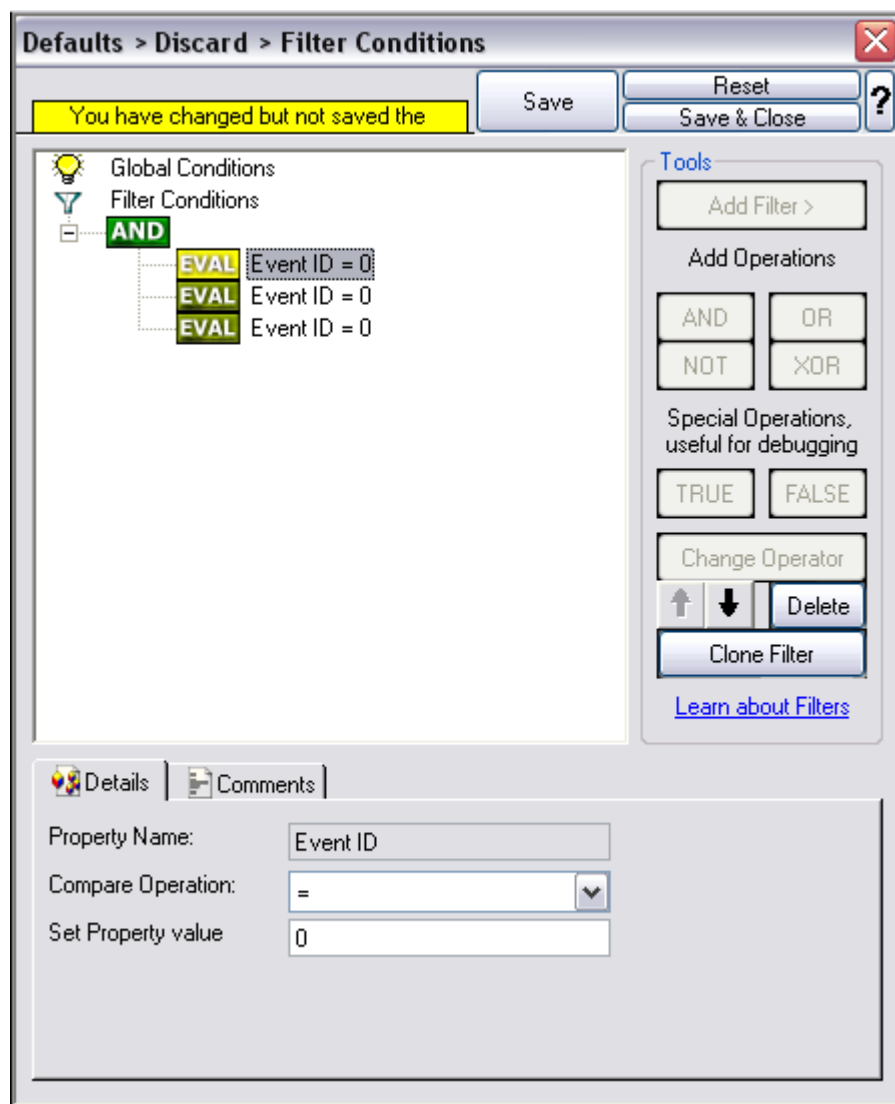 Defaults > Discard > Filter Conditions
You have changed but not saved the
Save
Reset
Save & Close
?
Global Conditions
Filter Conditions
AND
EVAL Event ID = 0
EVAL Event ID = 0
EVAL Event ID = 0
Tools
Add Filter >
Add Operations
AND OR
NOT XOR
Special Operations,
useful for debugging
TRUE FALSE
Change Operator
Delete
Clone Filter
Learn about Filters
Details Comments
Property Name: Event ID
Compare Operation: =
Set Property value 0